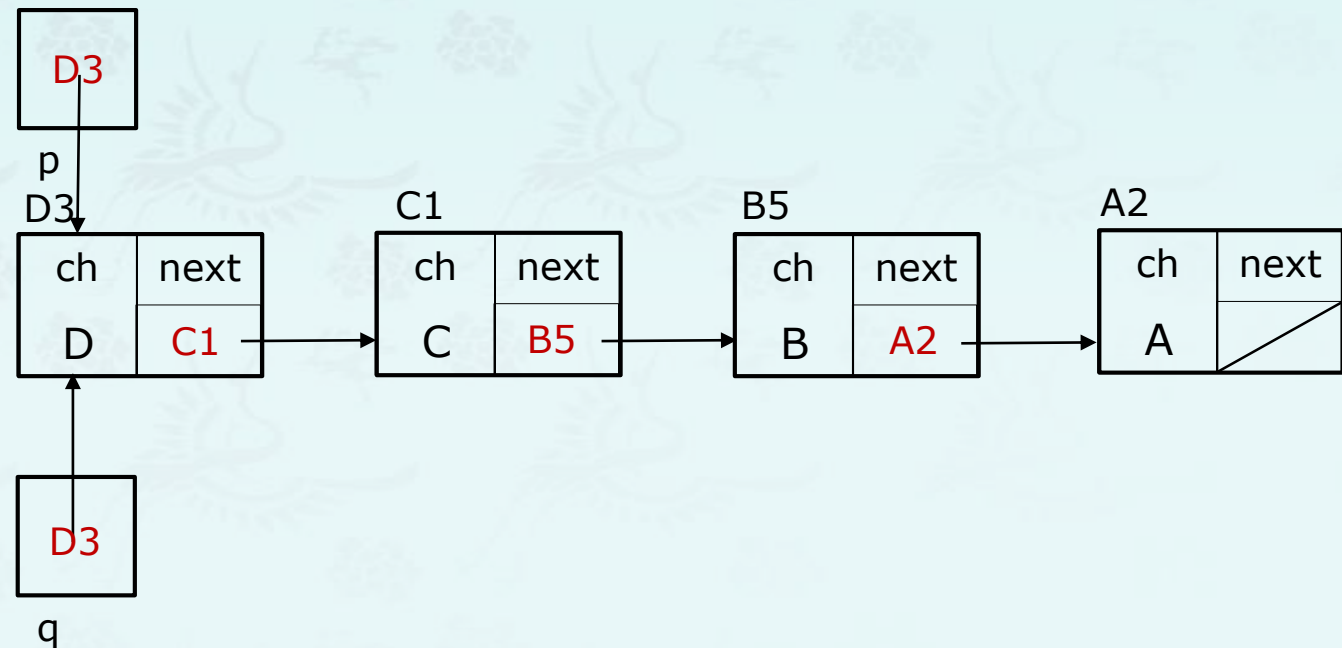 D3
p
D3 C1 B5 A2
ch next ch next ch next ch next
D C1 C B5 B A2 A
D3
q